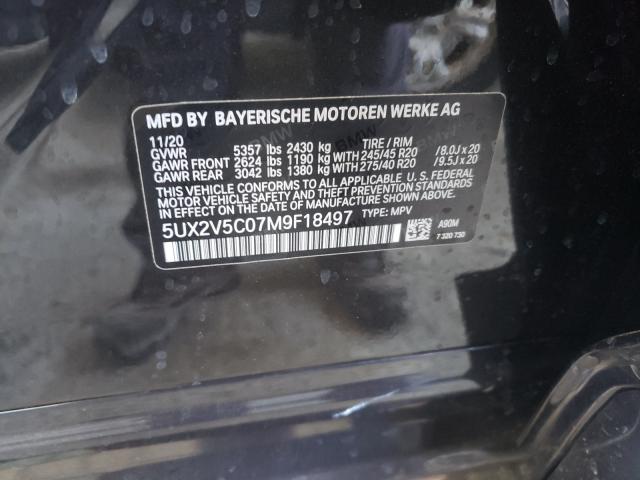 MFD BY BAYERISCHE MOTOREN WERKE AG
11/20
GVWR 5357 lbs 2430 kg TIRE / RIM
GAWR FRONT 2624 lbs 1190 kg WITH 245/45 R20 /8.0J x 20
GAWR REAR 3042 lbs 1380 kg WITH 275/40 R20 /9.5J x 20
THIS VEHICLE CONFORMS TO ALL APPLICABLE U. S. FEDERAL
MOTOR VEHICLE SAFETY AND THEFT PREVENTION STANDARDS
IN EFFECT ON THE DATE OF MANUFACTURE SHOWN ABOVE.
5UX2V5C07M9F18497 TYPE: MPV
A90M
7 320 730